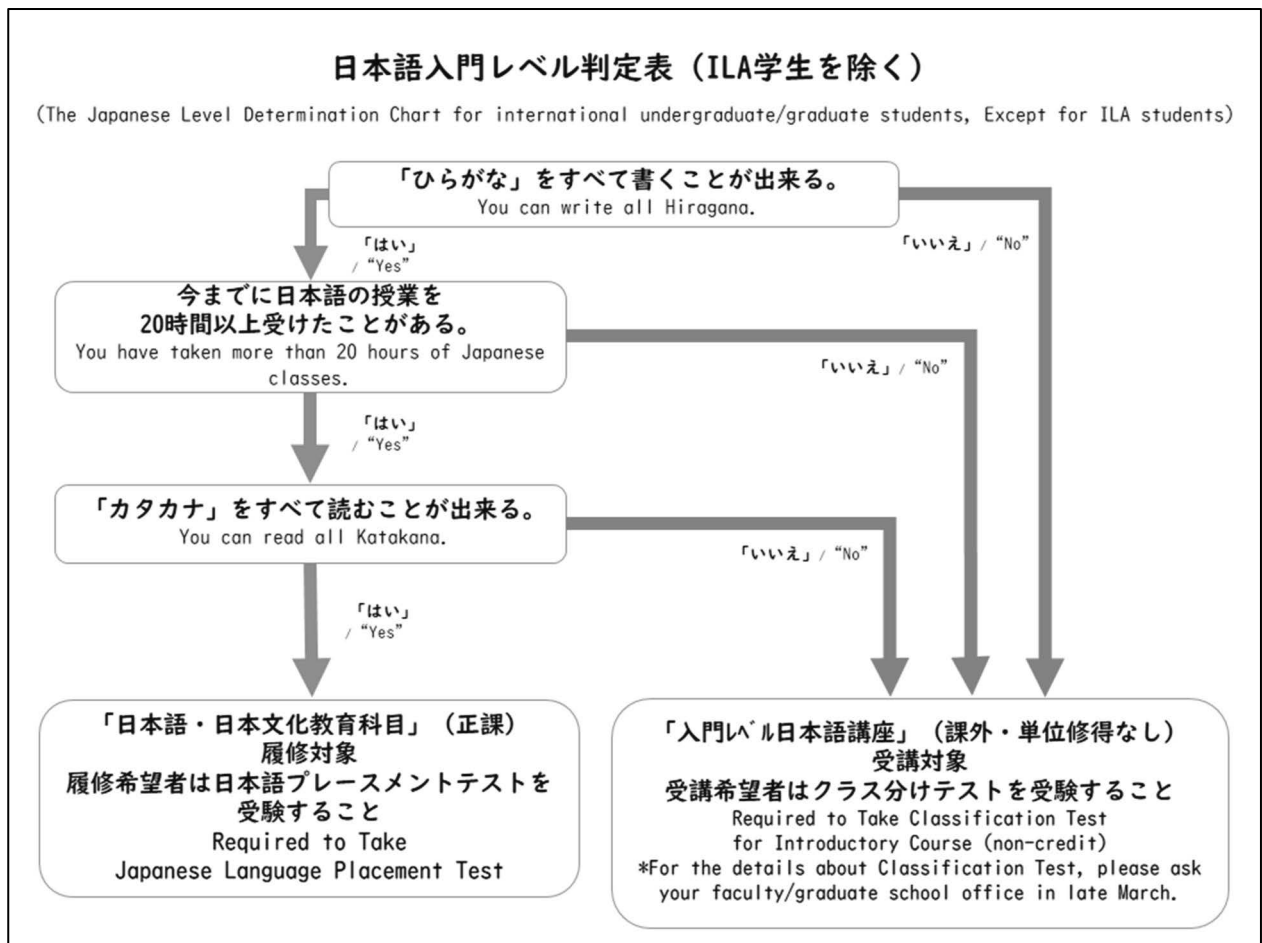 日本語入門レベル判定表（ILA学生を除く）
(The Japanese Level Determination Chart for international undergraduate/graduate students, Except for ILA students)
「ひらがな」をすべて書くことが出来る。
You can write all Hiragana.
「はい」
/ “Yes”
「いいえ」/ “No”
今までに日本語の授業を
20時間以上受けたことがある。
You have taken more than 20 hours of Japanese
classes.
「いいえ」/ “No”
「はい」
/ “Yes”
「カタカナ」をすべて読むことが出来る。
You can read all Katakana.
「いいえ」/ “No”
「はい」
/ “Yes”
「日本語・日本文化教育科目」（正課）
履修対象
履修希望者は日本語プレースメントテストを
受験すること
Required to Take
Japanese Language Placement Test
「入門ﾚﾍﾞﾙ日本語講座」（課外・単位修得なし）
受講対象
受講希望者はクラス分けテストを受験すること
Required to Take Classification Test
for Introductory Course (non-credit)
*For the details about Classification Test, please ask
your faculty/graduate school office in late March.